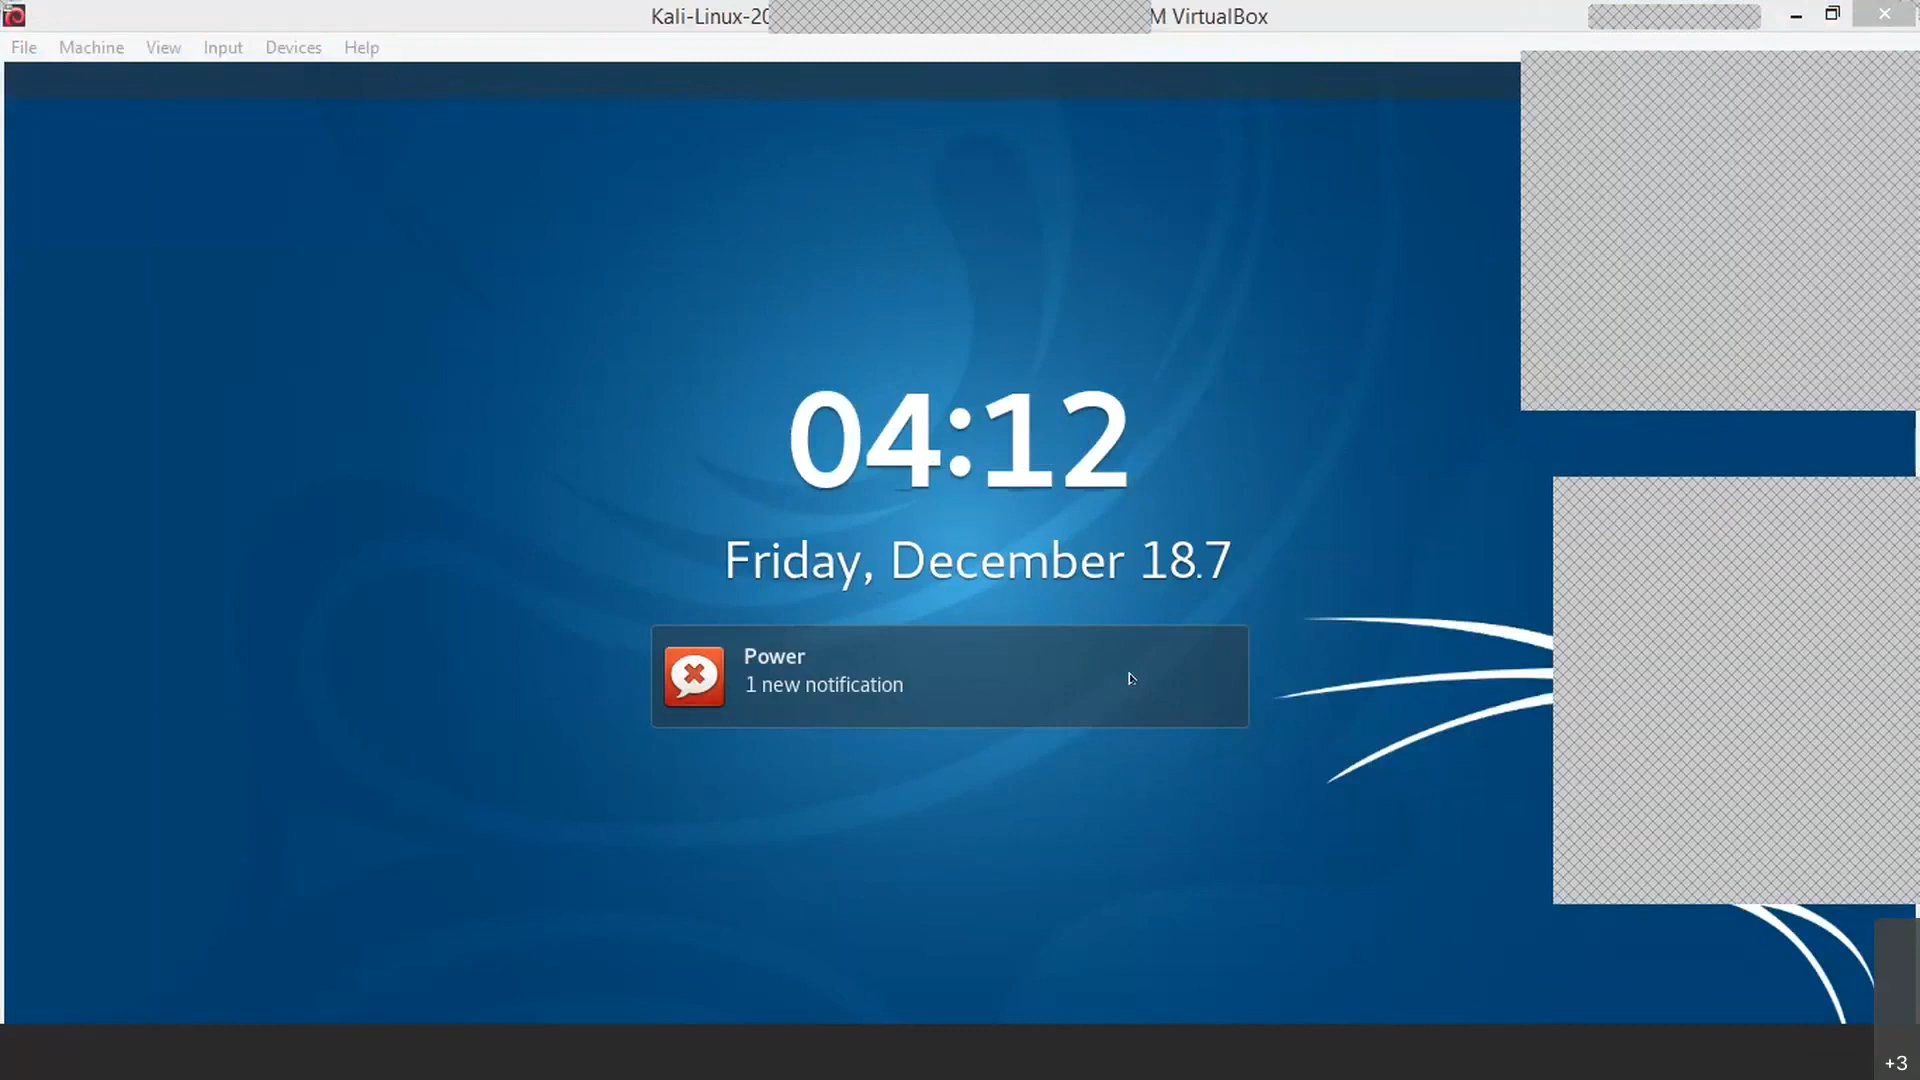 Kali-Linux-20
M VirtualBox
File Machine View Input Devices Help
04:12
Friday, December 18.7
Power
1 new notification
+3